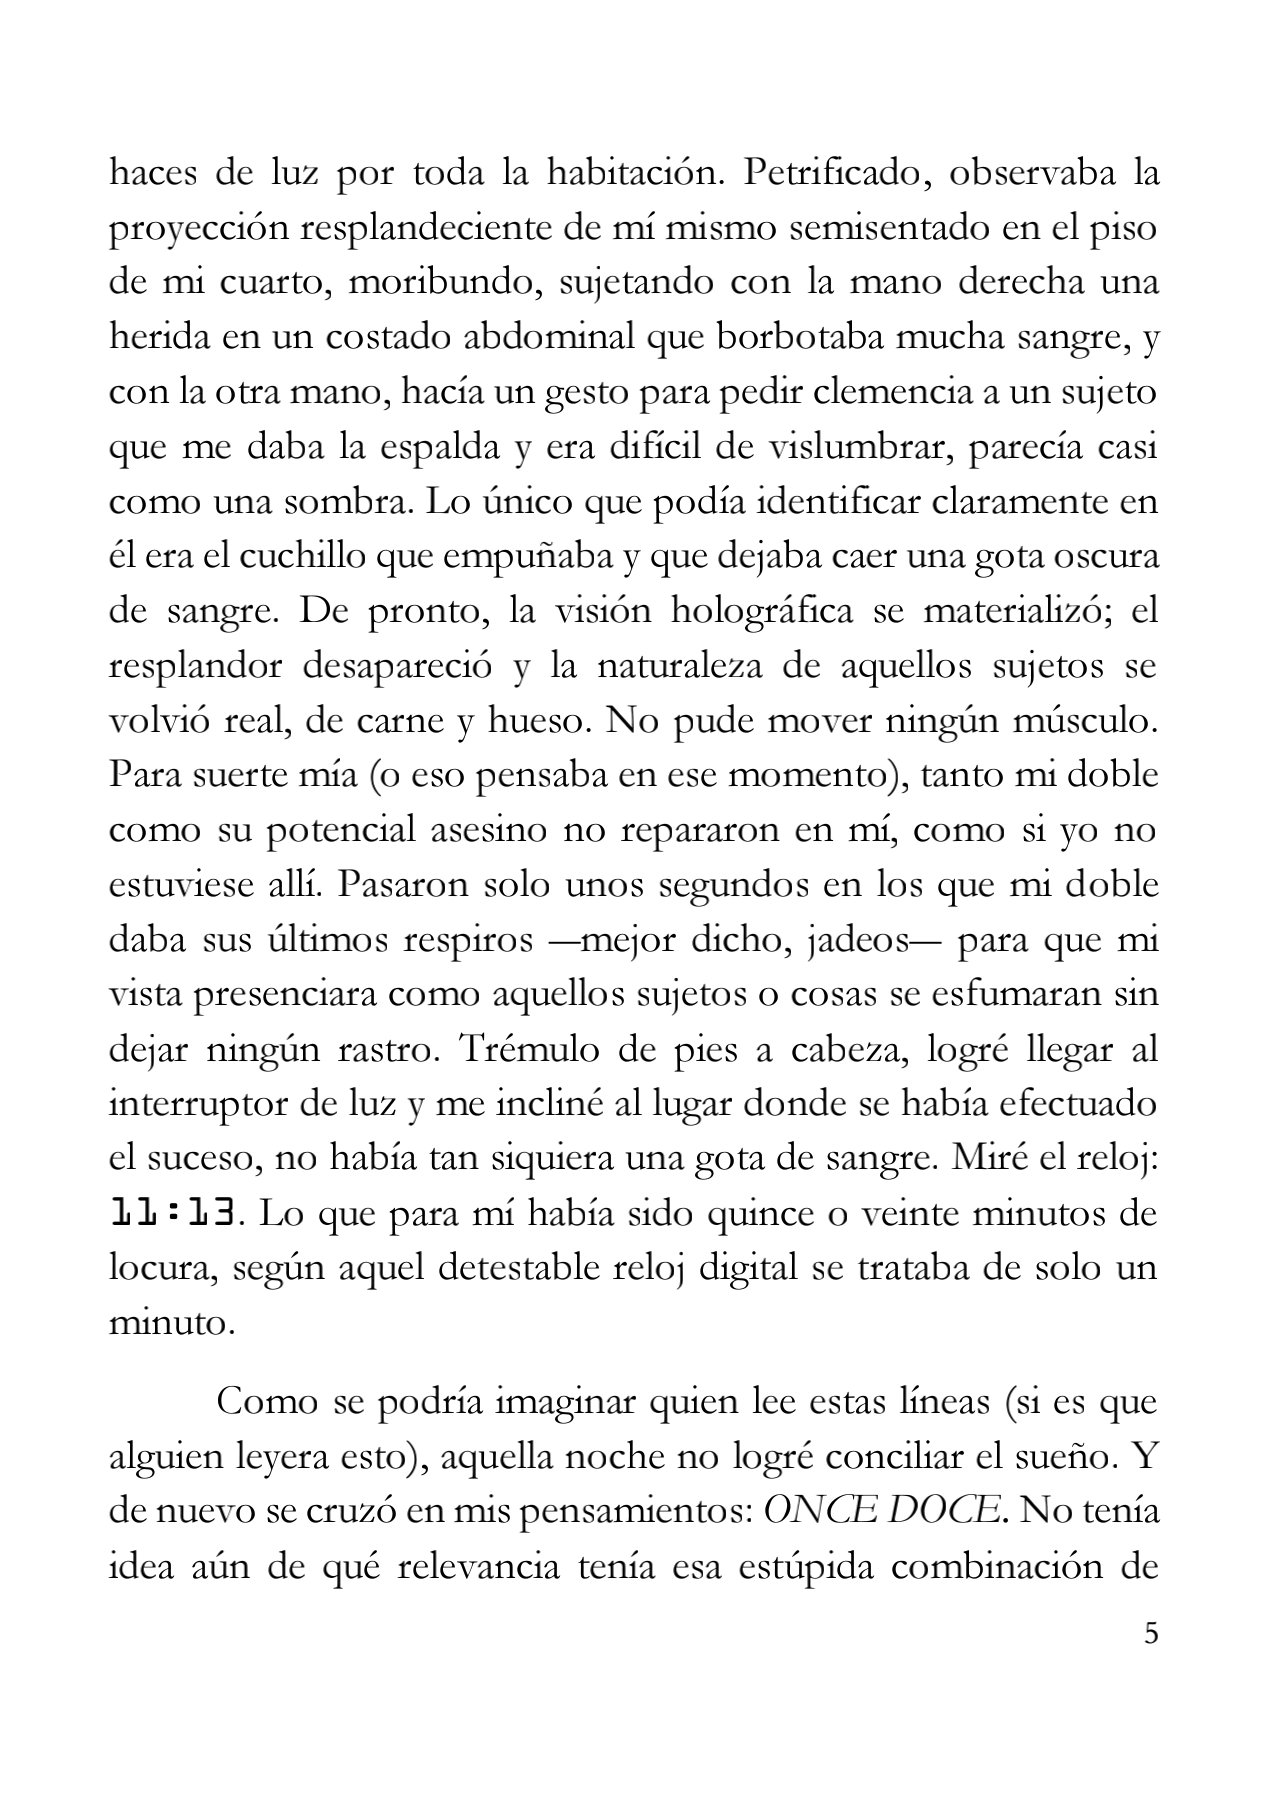 haces de luz por toda la habitación. Petrificado, observaba la
proyección resplandeciente de mí mismo semisentado en el piso
de mi cuarto, moribundo, sujetando con la mano derecha una
herida en un costado abdominal que borbotaba mucha sangre, y
con la otra mano, hacía un gesto para pedir clemencia a un sujeto
que me daba la espalda y era difícil de vislumbrar, parecía casi
como una sombra. Lo único que podía identificar claramente en
él era el cuchillo que empuñaba y que dejaba caer una gota oscura
de sangre. De pronto, la visión holográfica se materializó; el
resplandor desapareció y la naturaleza de aquellos sujetos se
volvió real, de carne y hueso. No pude mover ningún músculo.
Para suerte mía (o eso pensaba en ese momento), tanto mi doble
como su potencial asesino no repararon en mí, como si yo no
estuviese allí. Pasaron solo unos segundos en los que mi doble
daba sus últimos respiros —mejor dicho, jadeos— para que mi
vista presenciara como aquellos sujetos o cosas se esfumaran sin
dejar ningún rastro. Trémulo de pies a cabeza, logré llegar al
interruptor de luz y me incliné al lugar donde se había efectuado
el suceso, no había tan siquiera una gota de sangre. Miré el reloj:
11:13. Lo que para mí había sido quince o veinte minutos de
locura, según aquel detestable reloj digital se trataba de solo un
minuto.
Como se podría imaginar quien lee estas líneas (si es que
alguien leyera esto), aquella noche no logré conciliar el sueño. Y
de nuevo se cruzó en mis pensamientos: ONCE DOCE. No tenía
idea aún de qué relevancia tenía esa estúpida combinación de
5